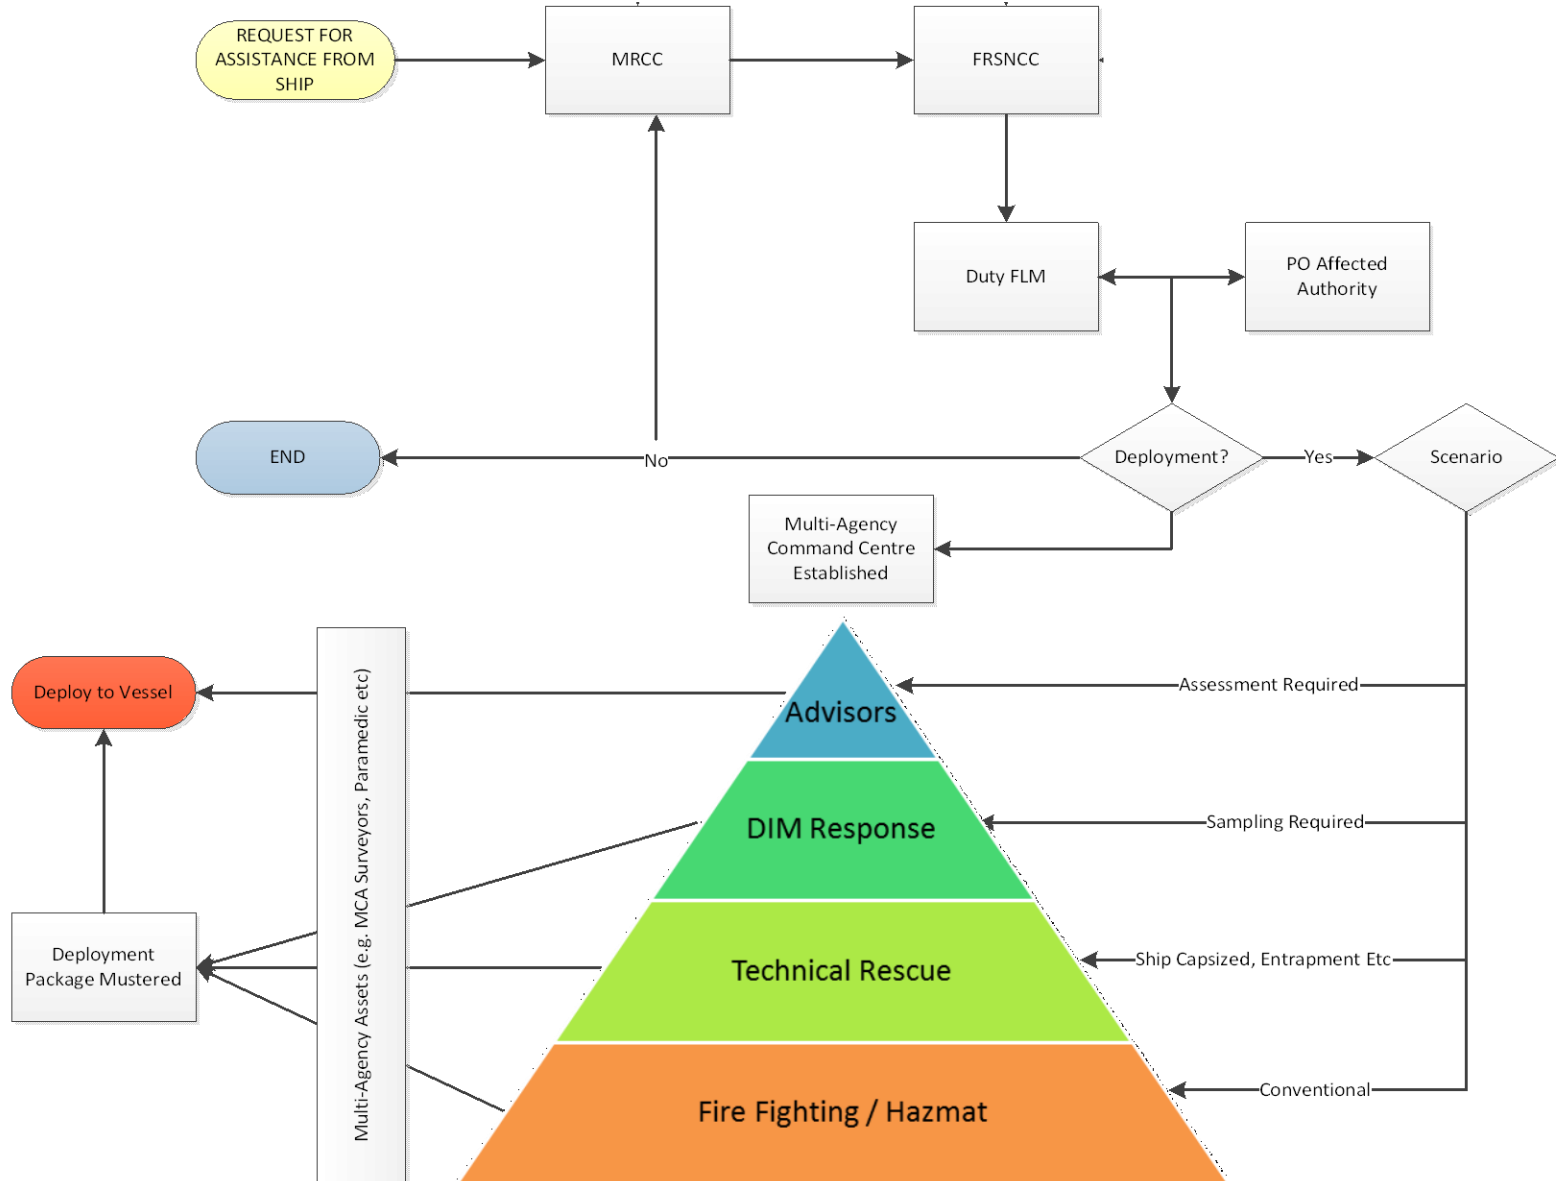 REQUEST FOR
ASSISTANCE FROM
SHIP
MRCC
FRSNCC
Duty FLM
PO Affected
Authority
END
No
Deployment?
Yes
Scenario
Multi-Agency
Command Centre
Established
Deploy to Vessel
Multi-Agency Assets (e.g. MCA Surveyors, Paramedic etc)
Advisors
Assessment Required
DIM Response
Sampling Required
Deployment
Package Mustered
Technical Rescue
Ship Capsized, Entrapment Etc
Fire Fighting / Hazmat
Conventional